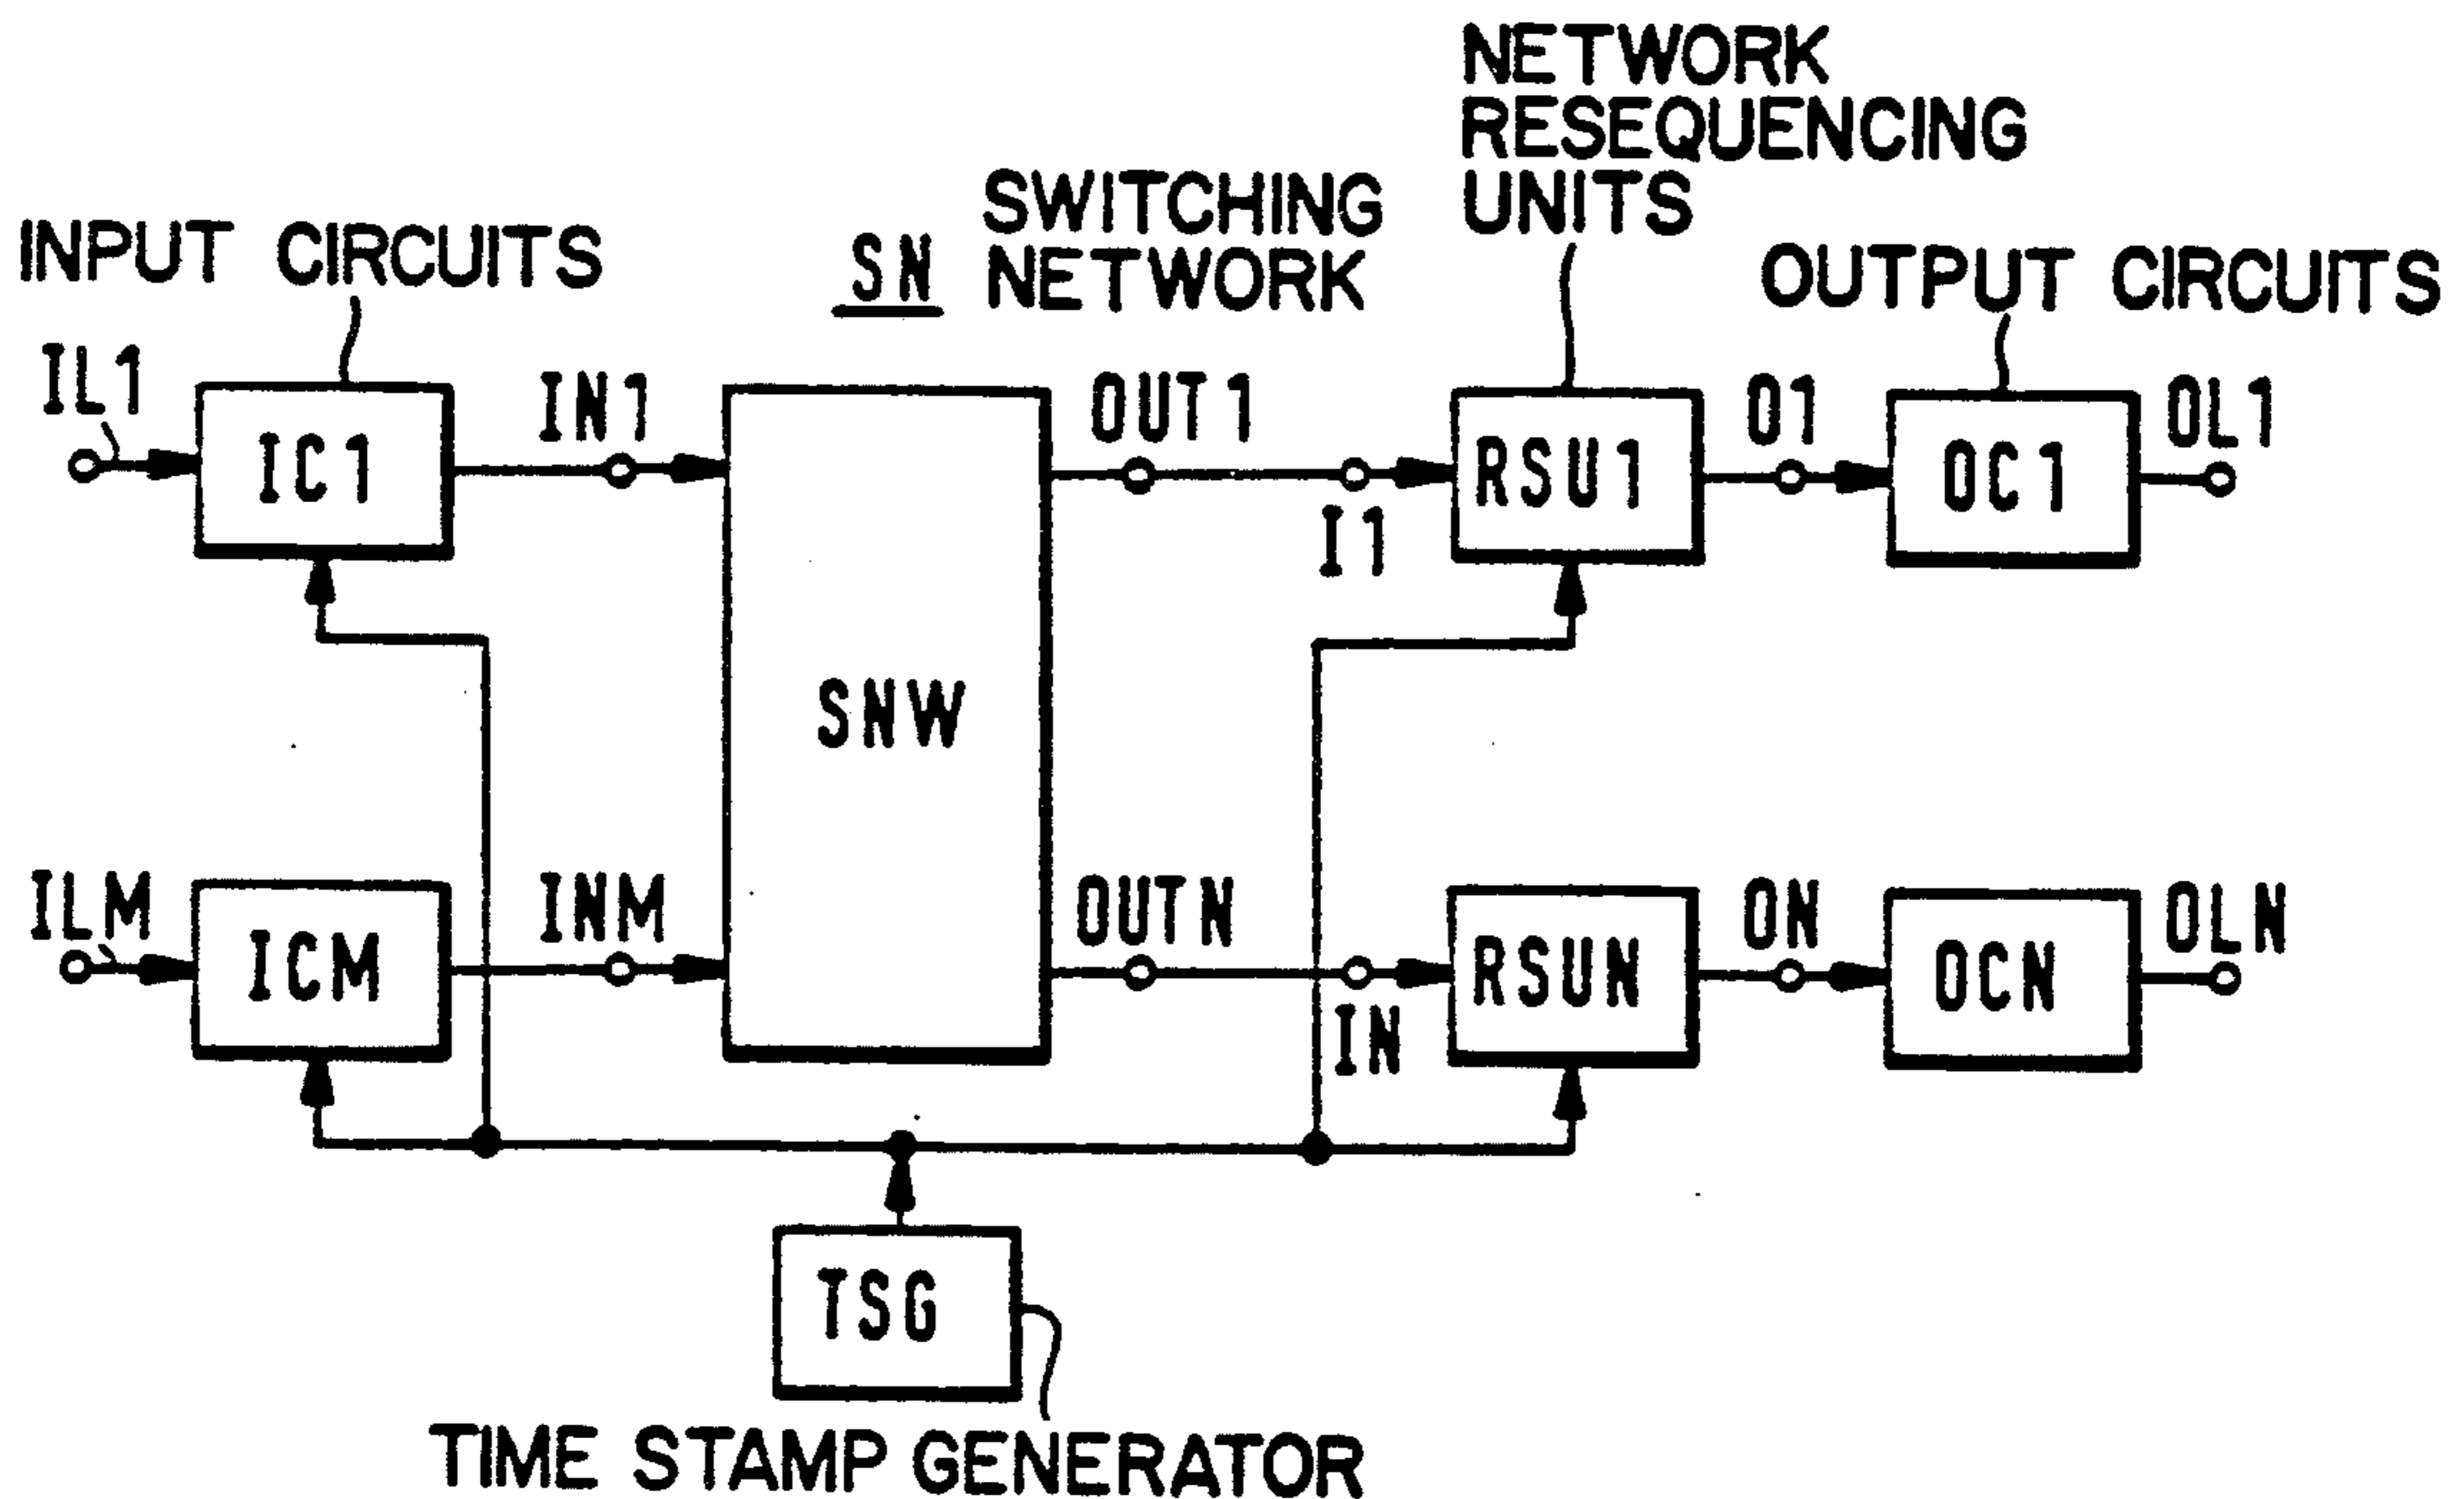 NETWORK
RESEQUENCING
UNITS
SWITCHING
NETWORK
SN
INPUT CIRCUITS
OUTPUT CIRCUITS
IL1
IC1
IN1
OUT1
I1
RSU1
O1
OC1
OL1
SNW
ILM
ICM
INM
OUTN
IN
RSUN
ON
OCN
OLN
TSG
TIME STAMP GENERATOR